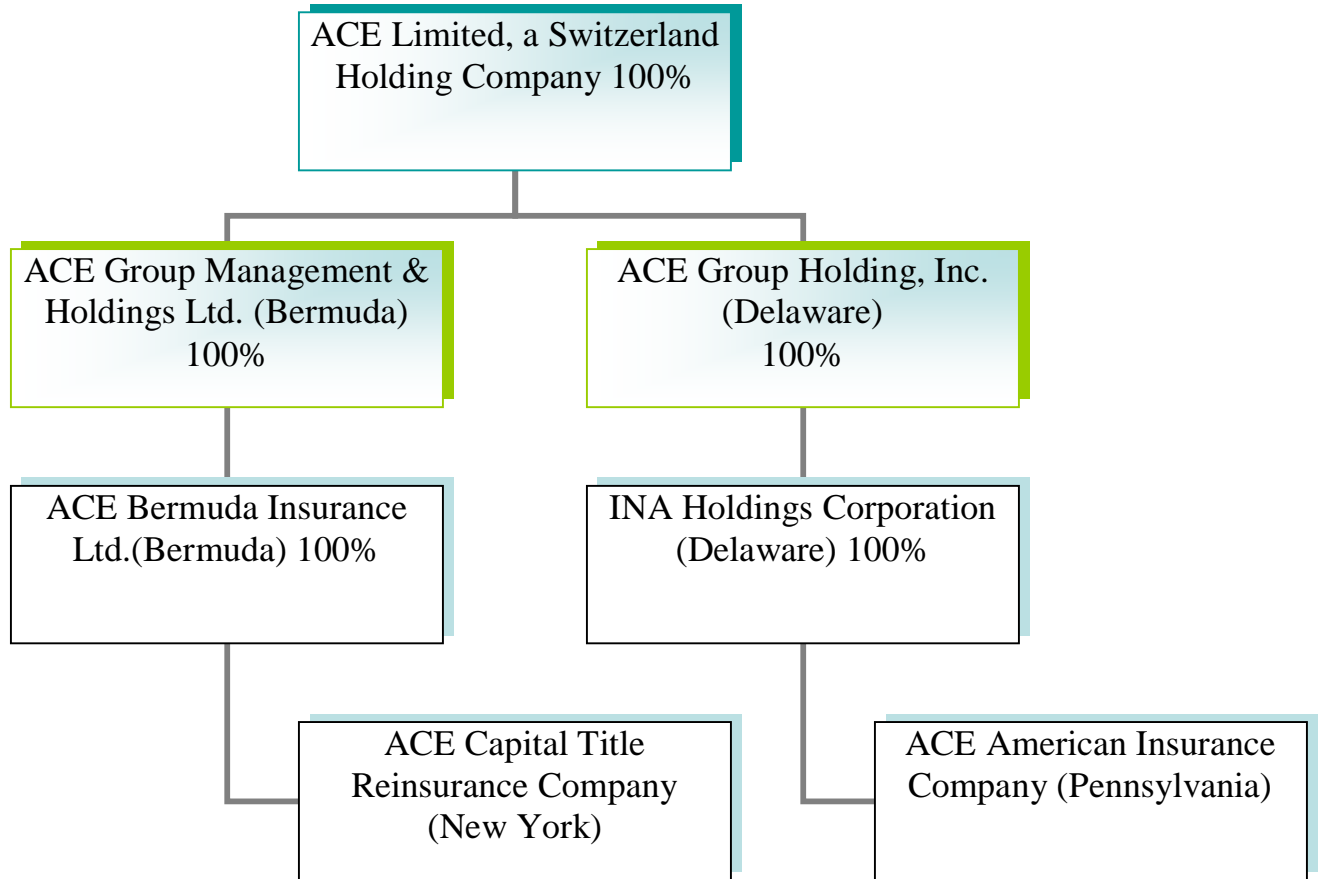 ACE Limited, a Switzerland
Holding Company 100%
ACE Group Management &
Holdings Ltd. (Bermuda)
100%
ACE Group Holding, Inc.
(Delaware)
100%
ACE Bermuda Insurance
Ltd.(Bermuda) 100%
INA Holdings Corporation
(Delaware) 100%
ACE Capital Title
Reinsurance Company
(New York)
ACE American Insurance
Company (Pennsylvania)